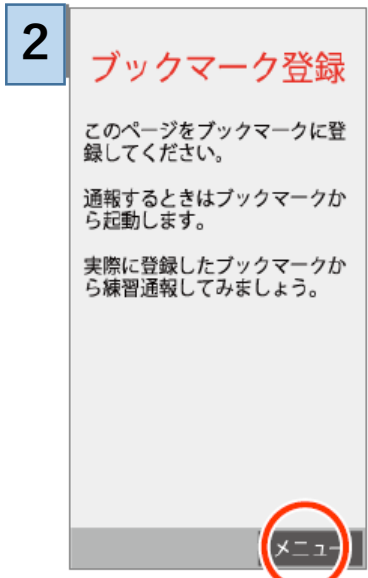 2
ブックマーク登録
このページをブックマークに登
録してください。
通報するときはブックマークか
ら起動します。
実際に登録したブックマークか
ら練習通報してみましょう。
メニュー